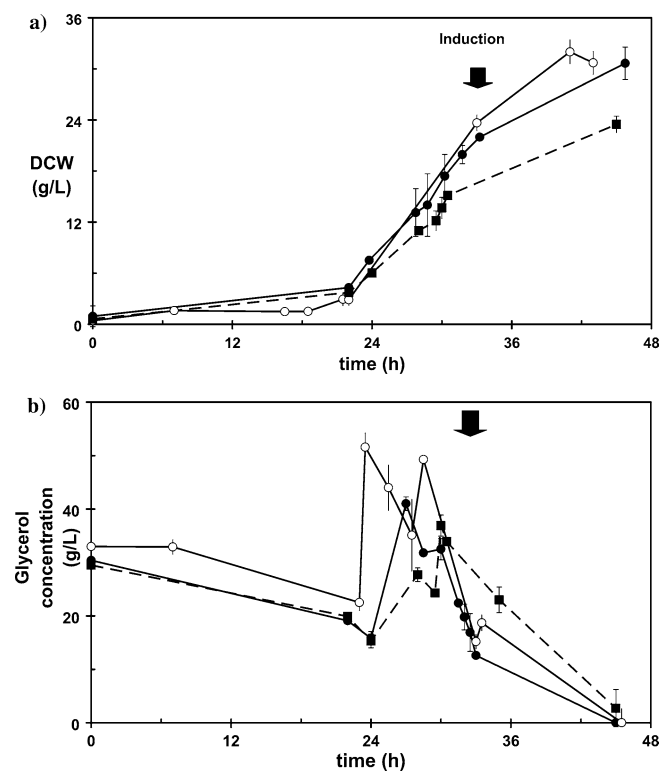 a)
36
Induction
24
DCW
(g/L)
12
0
0 12 24 36 48
time (h)
b)
60
40
Glycerol
concentration
(g/L)
20
0
0 12 24 36 48
time (h)